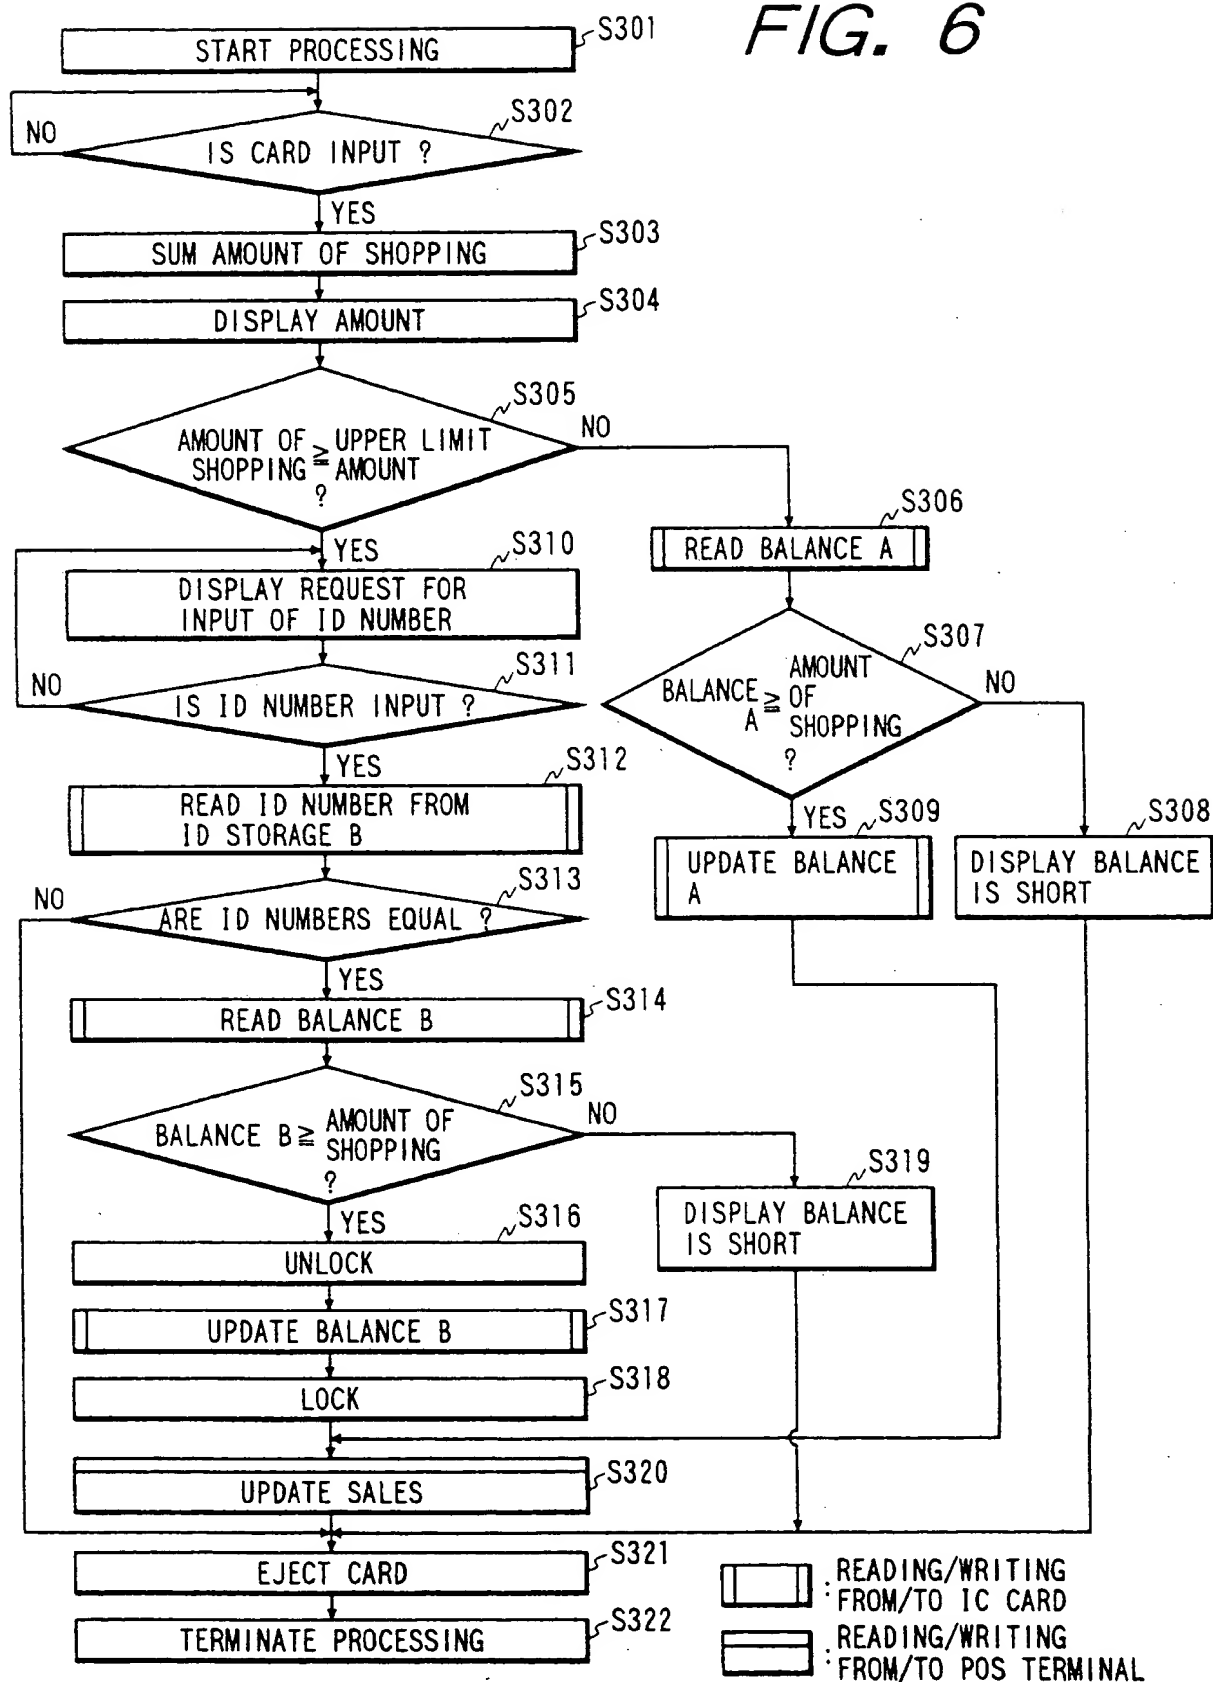 FIG. 6
START PROCESSING
S301
IS CARD INPUT ?
S302
NO
YES
SUM AMOUNT OF SHOPPING
S303
DISPLAY AMOUNT
S304
S305
AMOUNT OF ≧ UPPER LIMIT
SHOPPING AMOUNT
?
NO
YES
S306
READ BALANCE A
S307
BALANCE A ≧ AMOUNT
OF
SHOPPING
?
NO
YES
S308
DISPLAY BALANCE
IS SHORT
S309
UPDATE BALANCE
A
S310
DISPLAY REQUEST FOR
INPUT OF ID NUMBER
S311
IS ID NUMBER INPUT ?
NO
YES
S312
READ ID NUMBER FROM
ID STORAGE B
S313
ARE ID NUMBERS EQUAL ?
NO
YES
S314
READ BALANCE B
S315
BALANCE B ≧ AMOUNT OF
SHOPPING
?
NO
YES
S316
UNLOCK
S317
UPDATE BALANCE B
S318
LOCK
S319
DISPLAY BALANCE
IS SHORT
S320
UPDATE SALES
S321
EJECT CARD
S322
TERMINATE PROCESSING
: READING/WRITING
FROM/TO IC CARD
: READING/WRITING
FROM/TO POS TERMINAL